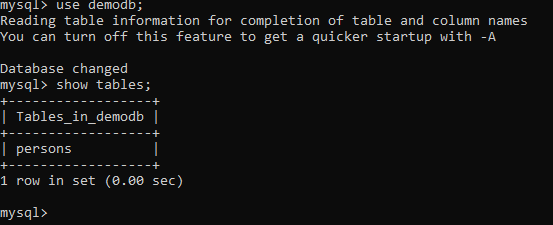 mysql> use demodb;
Reading table information for completion of table and column names
You can turn off this feature to get a quicker startup with -A
Database changed
mysql> show tables;
+------------------+
| Tables_in_demodb |
+------------------+
| persons          |
+------------------+
1 row in set (0.00 sec)
mysql>